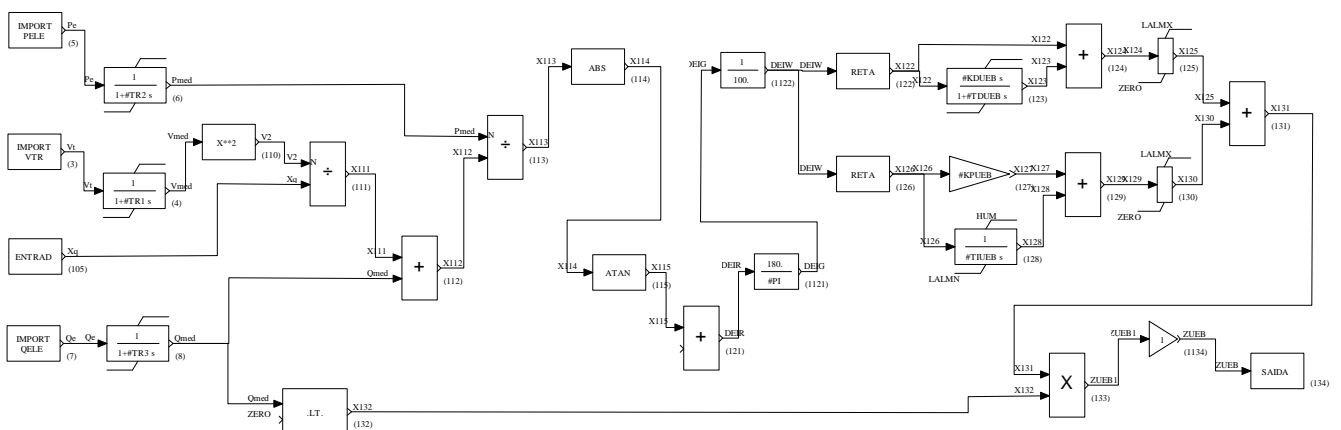 IMPORT
PELE
Pe
(5)
Pe
1
1+#TR2 s
Pmed
(6)
IMPORT
VTR
Vt
(3)
Vt
1
1+#TR1 s
Vmed
(4)
Vmed
X**2
V2
(110)
V2
N
Xq
÷
X111
(111)
ENTRAD
Xq
(105)
X111
Qmed
+
X112
(112)
IMPORT
QELE
Qe
(7)
Qe
1
1+#TR3 s
Qmed
(8)
Qmed
ZERO
.LT.
X132
(132)
Pmed
N
X112
÷
X113
(113)
X113
ABS
X114
(114)
X114
ATAN
X115
(115)
X115
+
DEIR
(121)
DEIR
180.
#PI
DEIG
(1121)
1
100.
DEIW
(1122)
DEIW
RETA
X122
(122)
X122
X122
#KDUEB s
1+#TDUEB s
X123
(123)
X123
+
X124
(124)
X124
LALMX
ZERO
X125
(125)
DEIW
RETA
X126
(126)
X126
#KPUEB
X127
(127)
X127
X126
HUM
1
#TIUEB s
LALMN
X128
(128)
X128
+
X129
(129)
X129
LALMX
ZERO
X130
(130)
X125
X130
+
X131
(131)
X131
X132
X
ZUEB1
(133)
1
ZUEB
(1134)
ZUEB
SAIDA
(134)